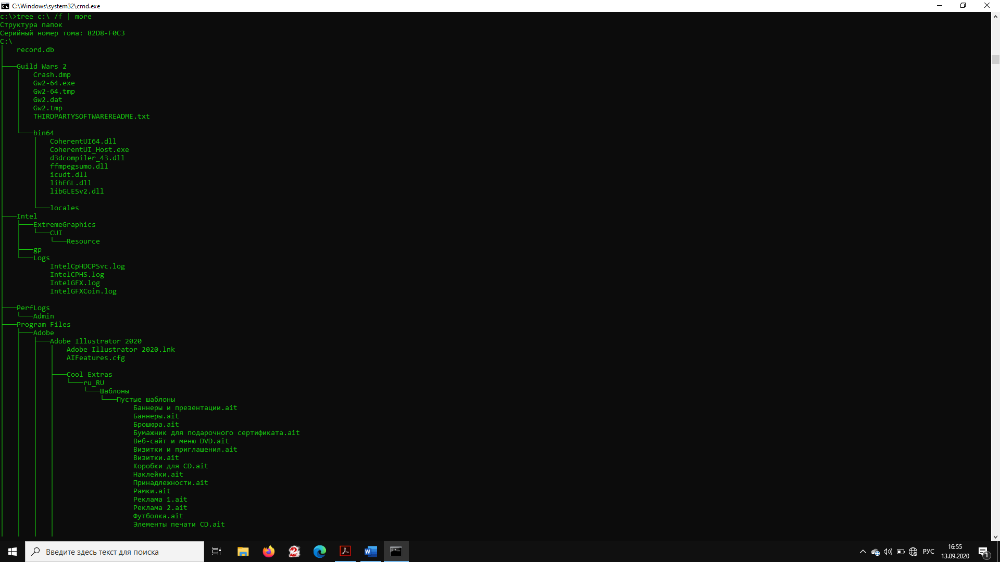 C:\Windows\system32\cmd.exe
c:\>tree c:\ /f | more
Структура папок
Серийный номер тома: 82D8-F0C3
C:\
record.db
Guild Wars 2
Crash.dmp
Gw2-64.exe
Gw2-64.tmp
Gw2.dat
Gw2.tmp
THIRDPARTYSOFTWAREREADME.txt
bin64
CoherentUI64.dll
CoherentUI_Host.exe
d3dcompiler_43.dll
ffmpegsumo.dll
icudt.dll
libEGL.dll
libGLESv2.dll
locales
Intel
ExtremeGraphics
CUI
Resource
gp
Logs
IntelCpHDCPSvc.log
IntelCPHS.log
IntelGFX.log
IntelGFXCoin.log
PerfLogs
Admin
Program Files
Adobe
Adobe Illustrator 2020
Adobe Illustrator 2020.lnk
AIFeatures.cfg
Cool Extras
ru_RU
Шаблоны
Пустые шаблоны
Баннеры и презентации.ait
Баннеры.ait
Брошюра.ait
Бумажник для подарочного сертификата.ait
Веб-сайт и меню DVD.ait
Визитки и приглашения.ait
Визитки.ait
Коробки для CD.ait
Наклейки.ait
Принадлежности.ait
Рамки.ait
Реклама 1.ait
Реклама 2.ait
Футболка.ait
Элементы печати CD.ait
Введите здесь текст для поиска
РУС
16:55
13.09.2020
1